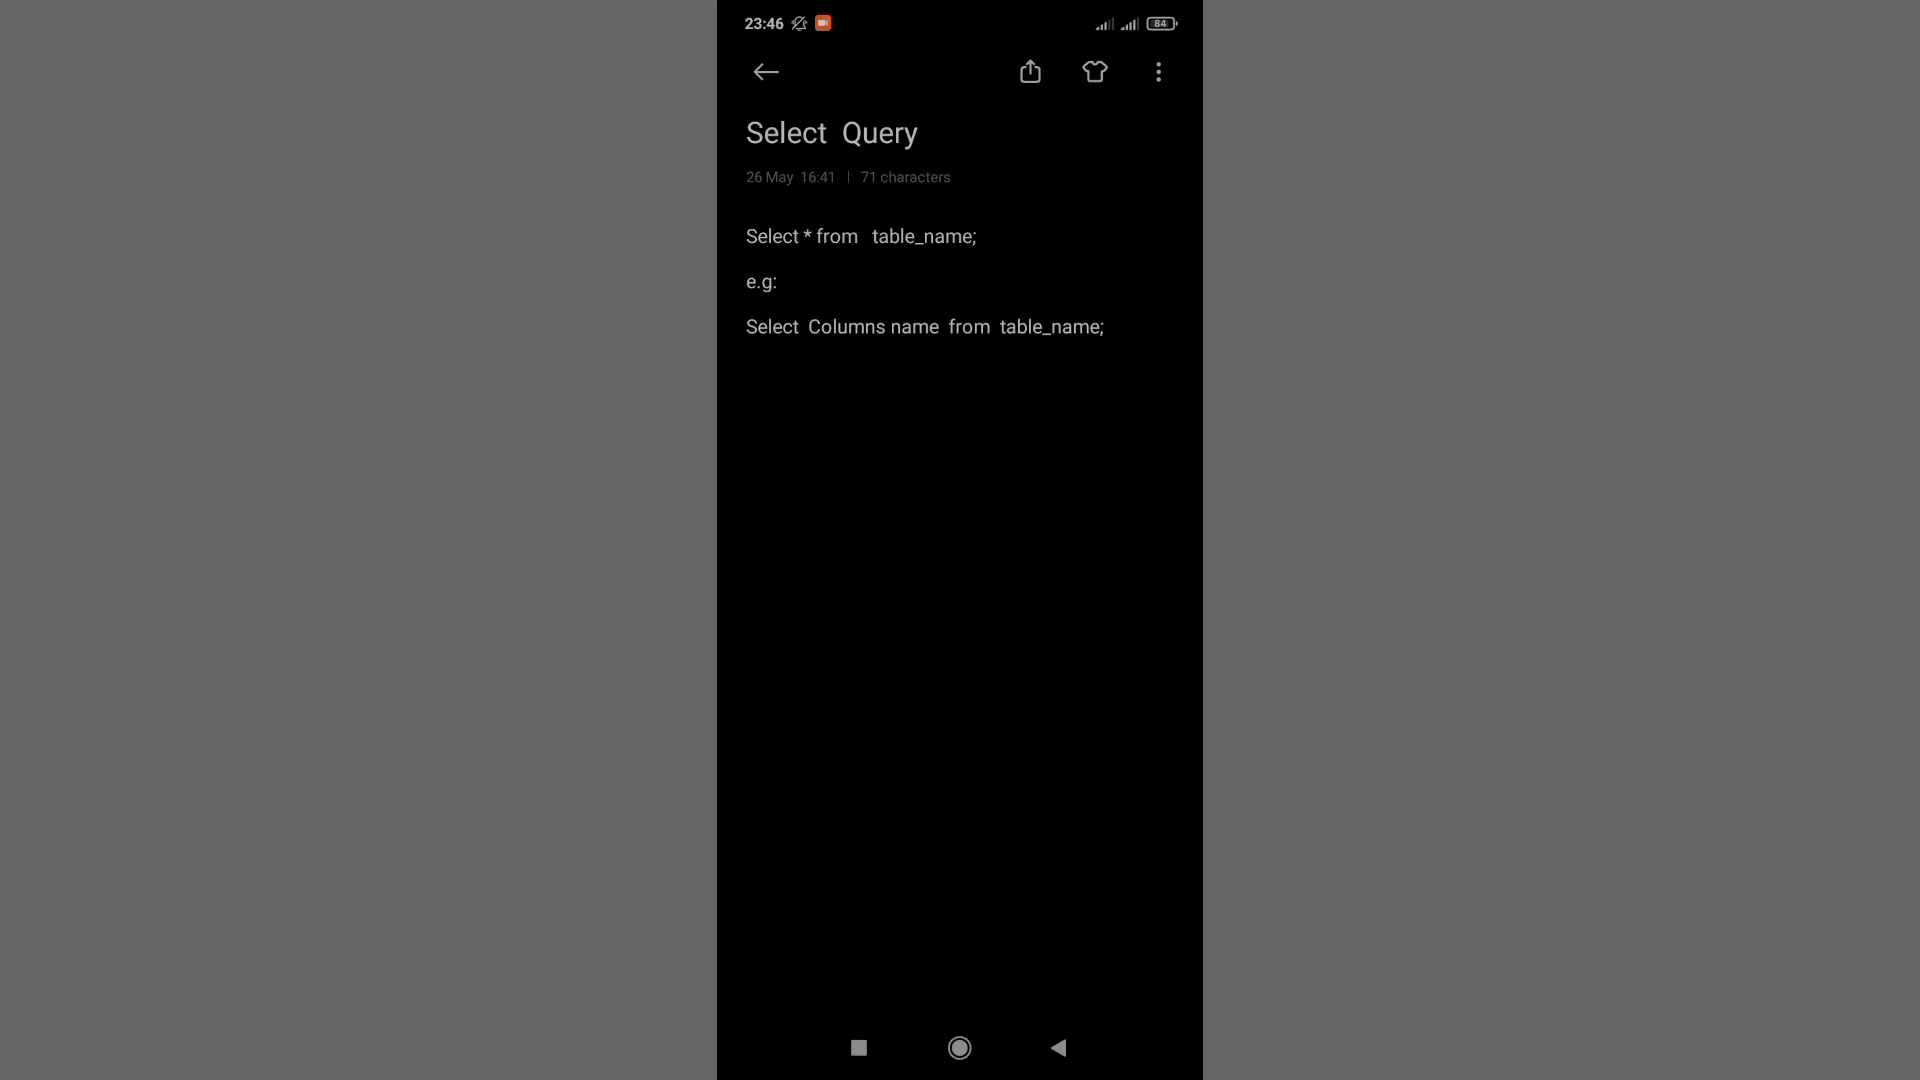 23:46 84
Select Query
26 May 16:41 | 71 characters
Select * from table_name;
e.g:
Select Columns name from table_name;